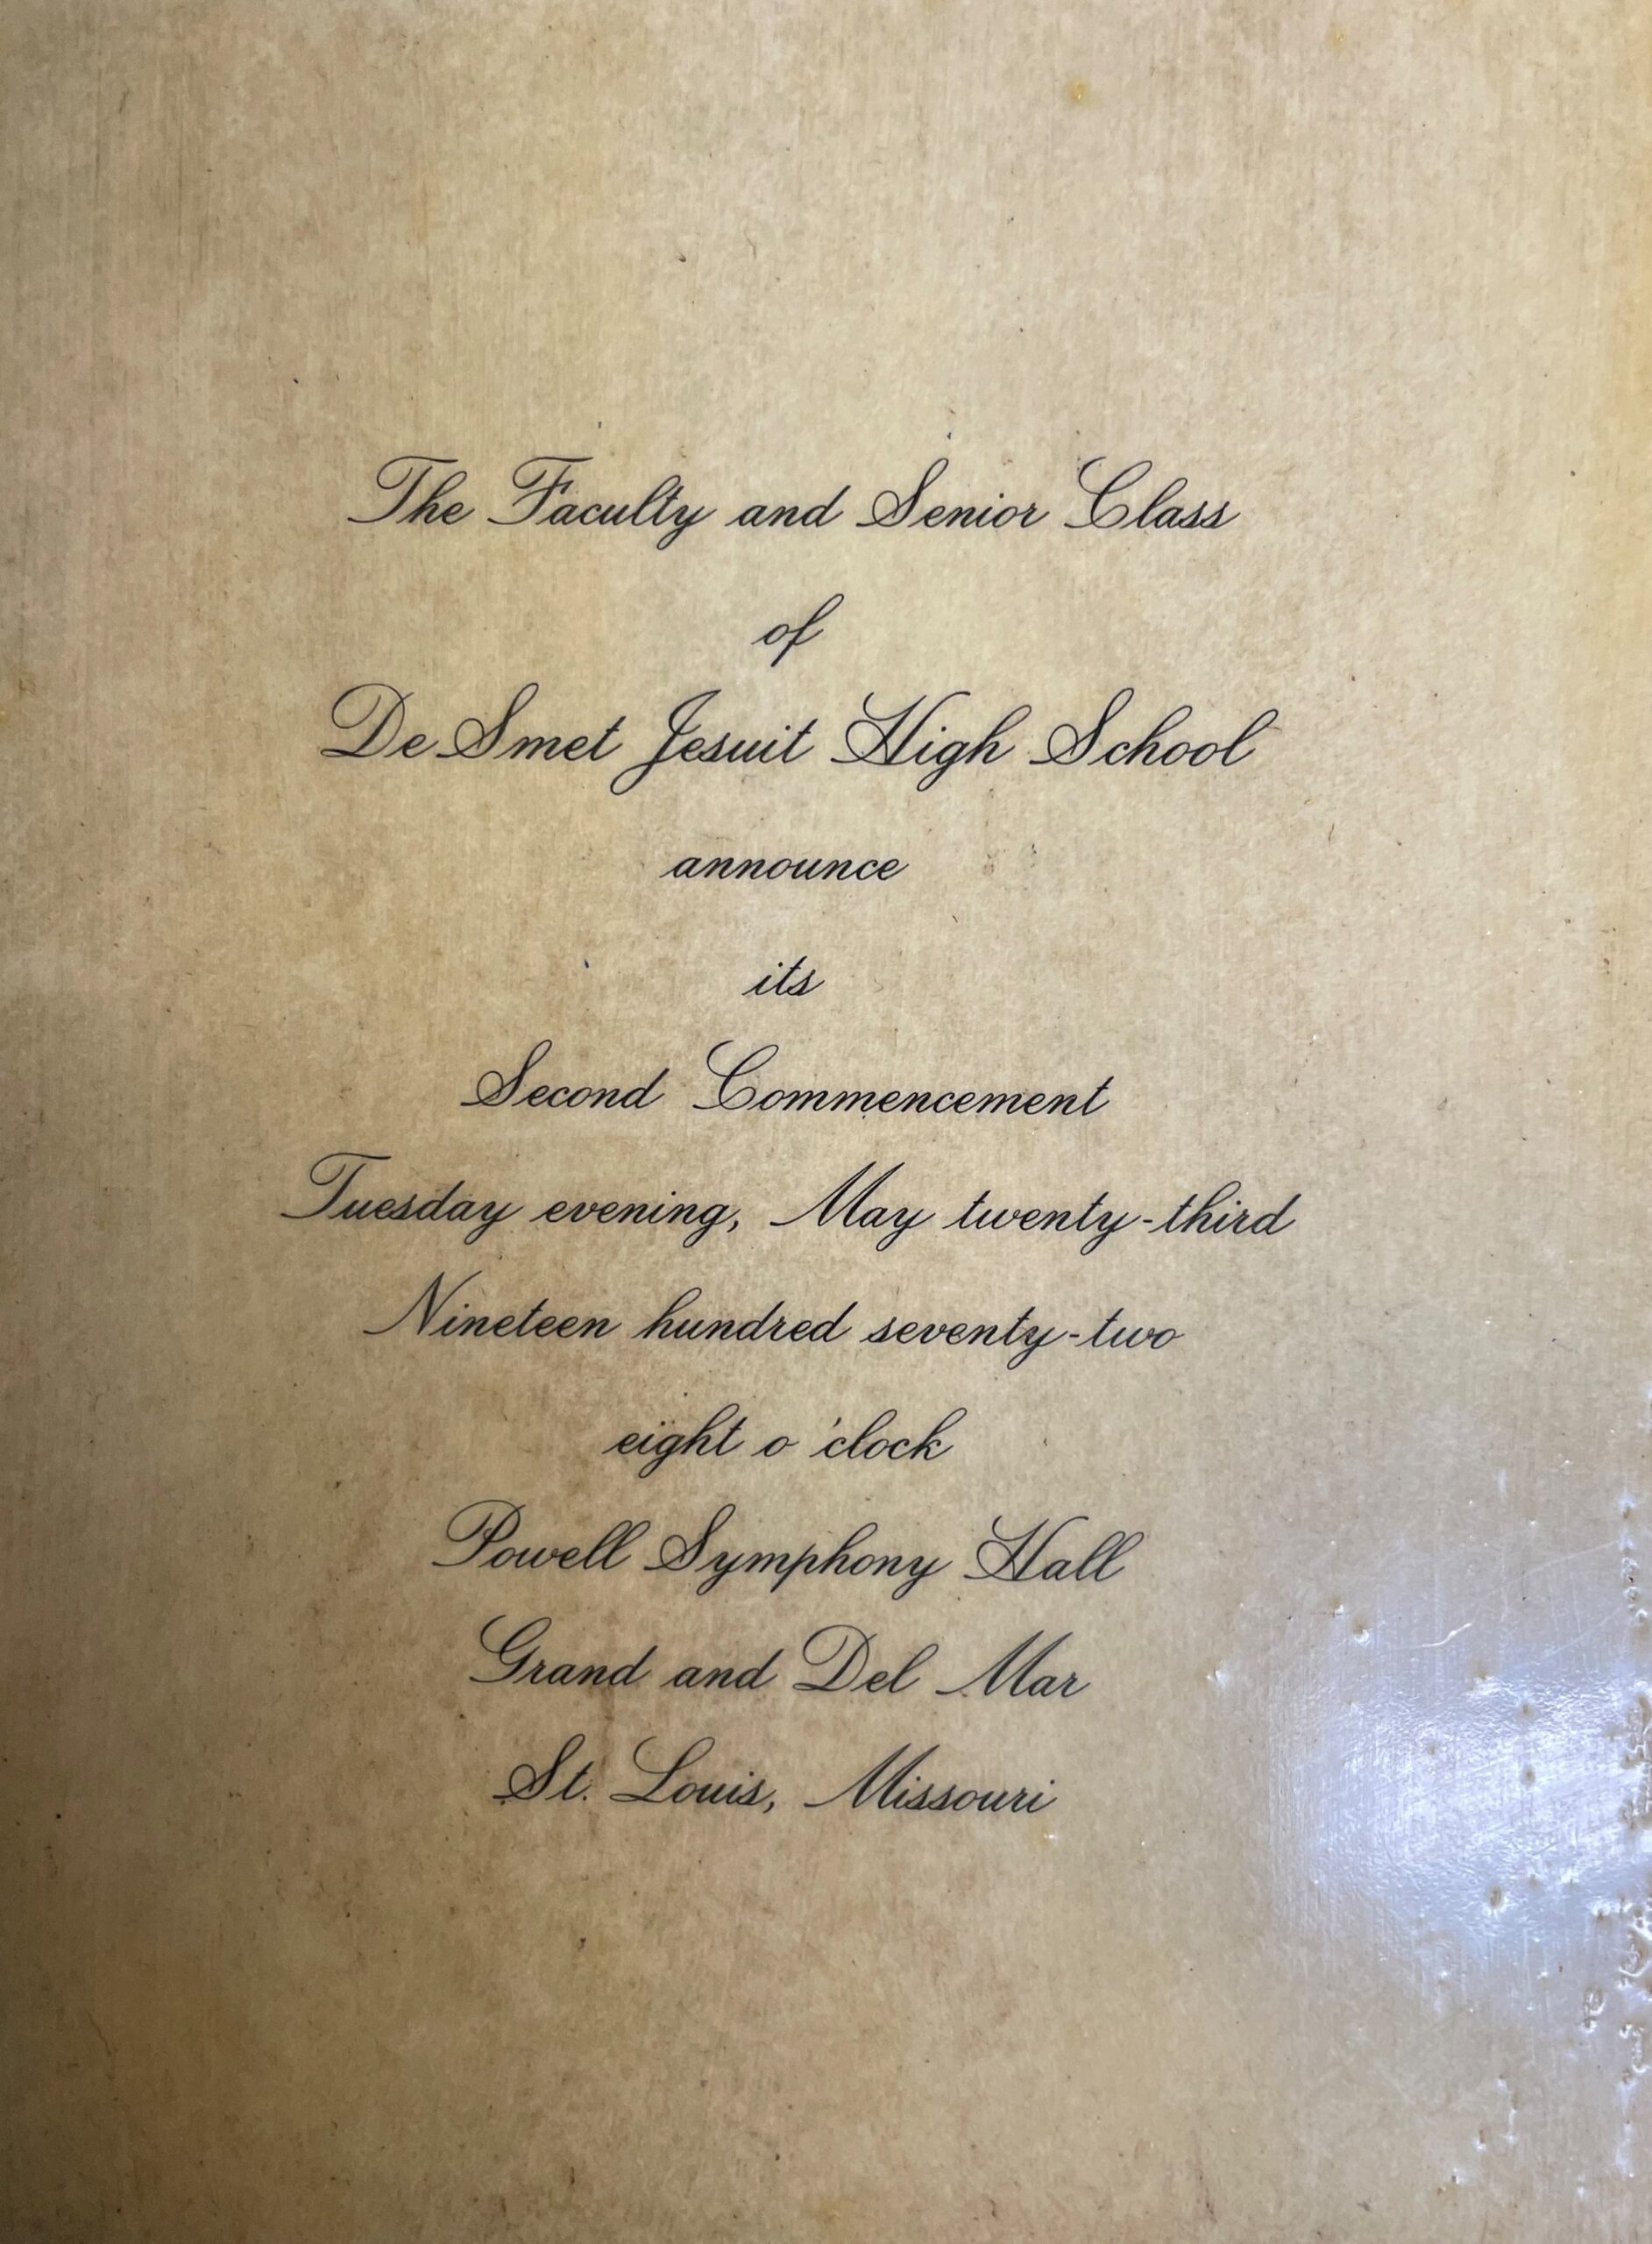 The Faculty and Senior Class
of
De Smet Jesuit High School
announce
its
Second Commencement
Tuesday evening, May twenty-third
Nineteen hundred seventy-two
eight o'clock
Powell Symphony Hall
Grand and Del Mar
St. Louis, Missouri